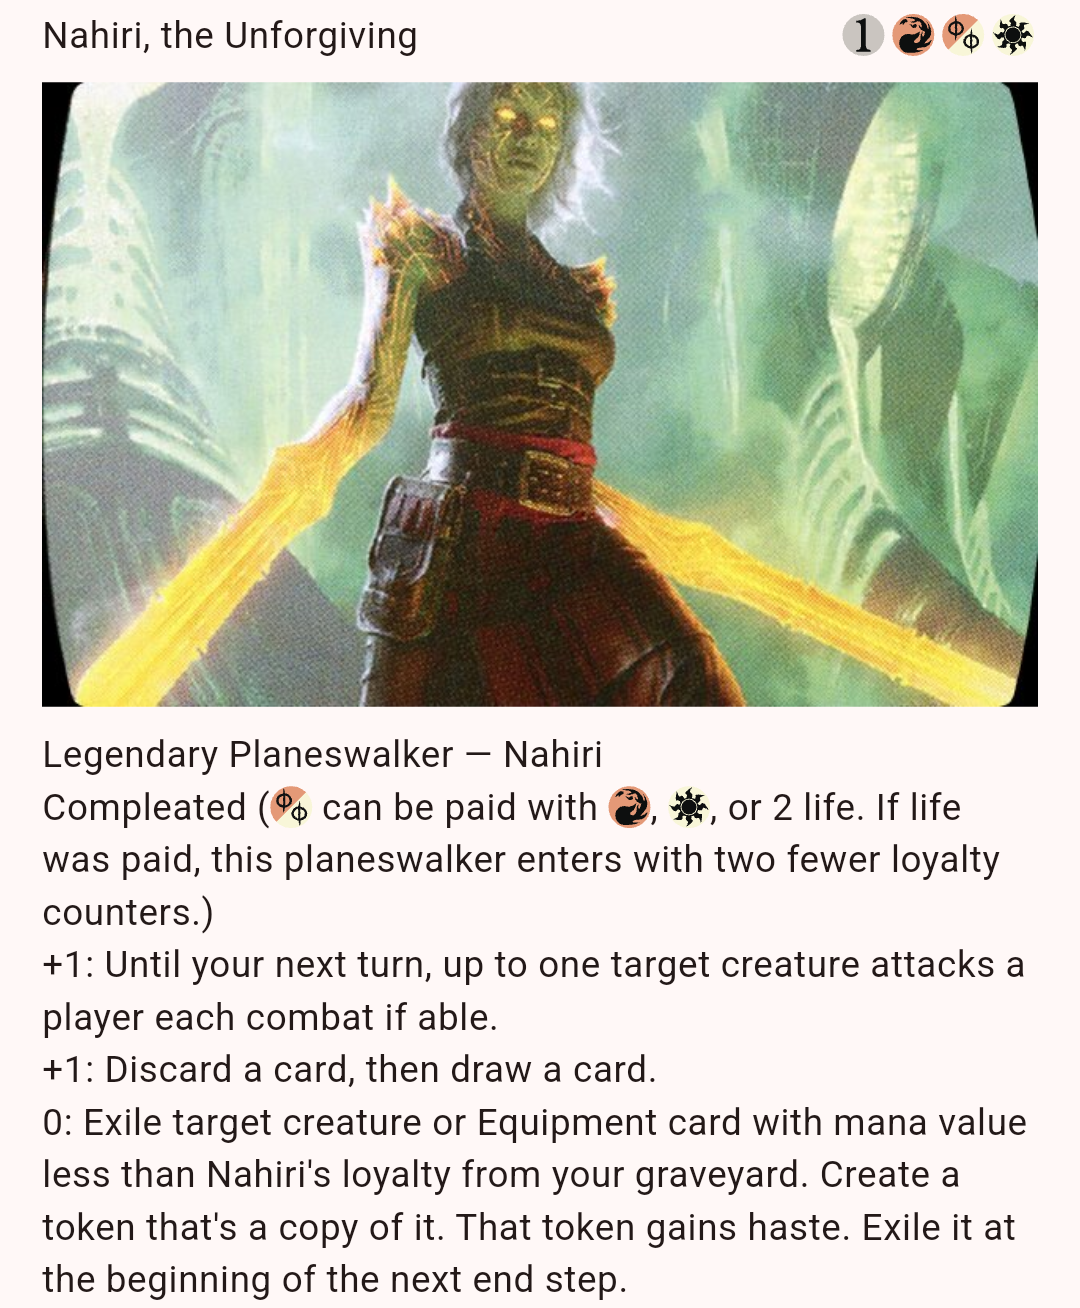 Nahiri, the Unforgiving 1
Legendary Planeswalker — Nahiri
Compleated ( can be paid with , , or 2 life. If life
was paid, this planeswalker enters with two fewer loyalty
counters.)
+1: Until your next turn, up to one target creature attacks a
player each combat if able.
+1: Discard a card, then draw a card.
0: Exile target creature or Equipment card with mana value
less than Nahiri's loyalty from your graveyard. Create a
token that's a copy of it. That token gains haste. Exile it at
the beginning of the next end step.